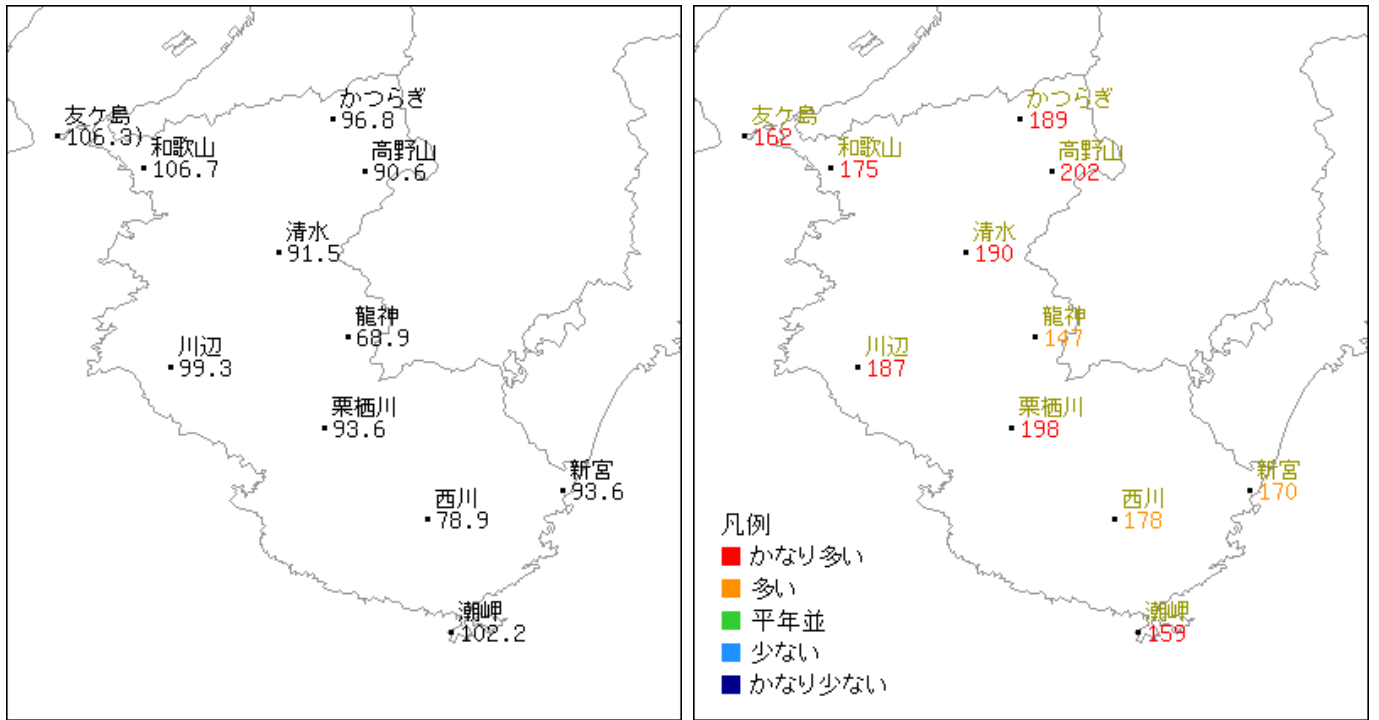 友ケ島
106.3)
和歌山
106.7
かつらぎ
96.8
高野山
90.6
清水
91.5
龍神
68.9
川辺
99.3
栗栖川
93.6
新宮
93.6
西川
78.9
潮岬
102.2
友ケ島
162
和歌山
175
かつらぎ
189
高野山
202
清水
190
龍神
147
川辺
187
栗栖川
198
新宮
170
西川
178
潮岬
159
凡例
かなり多い
多い
平年並
少ない
かなり少ない